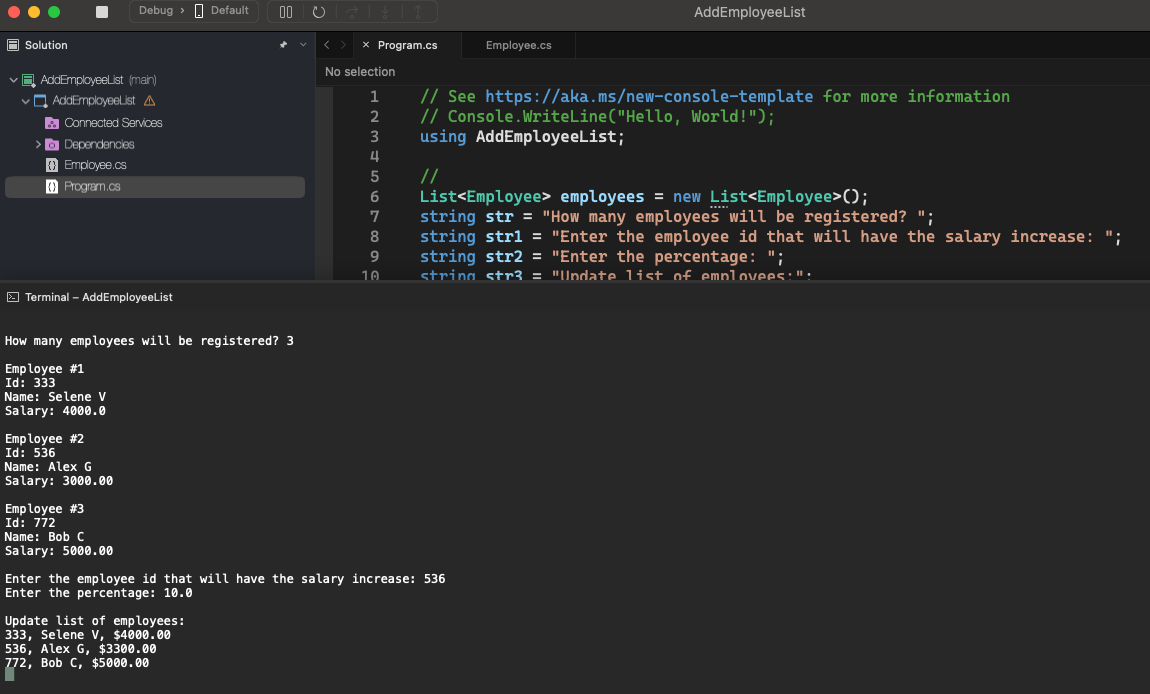 Debug › Default
AddEmployeeList
Solution
Program.cs
Employee.cs
No selection
AddEmployeeList (main)
AddEmployeeList
Connected Services
Dependencies
Employee.cs
Program.cs
1 // See https://aka.ms/new-console-template for more information
2 // Console.WriteLine("Hello, World!");
3 using AddEmployeeList;
4
5 //
6 List<Employee> employees = new List<Employee>();
7 string str = "How many employees will be registered? ";
8 string str1 = "Enter the employee id that will have the salary increase: ";
9 string str2 = "Enter the percentage: ";
10 string str3 = "Update list of employees:";
Terminal – AddEmployeeList
How many employees will be registered? 3
Employee #1
Id: 333
Name: Selene V
Salary: 4000.0
Employee #2
Id: 536
Name: Alex G
Salary: 3000.00
Employee #3
Id: 772
Name: Bob C
Salary: 5000.00
Enter the employee id that will have the salary increase: 536
Enter the percentage: 10.0
Update list of employees:
333, Selene V, $4000.00
536, Alex G, $3300.00
772, Bob C, $5000.00